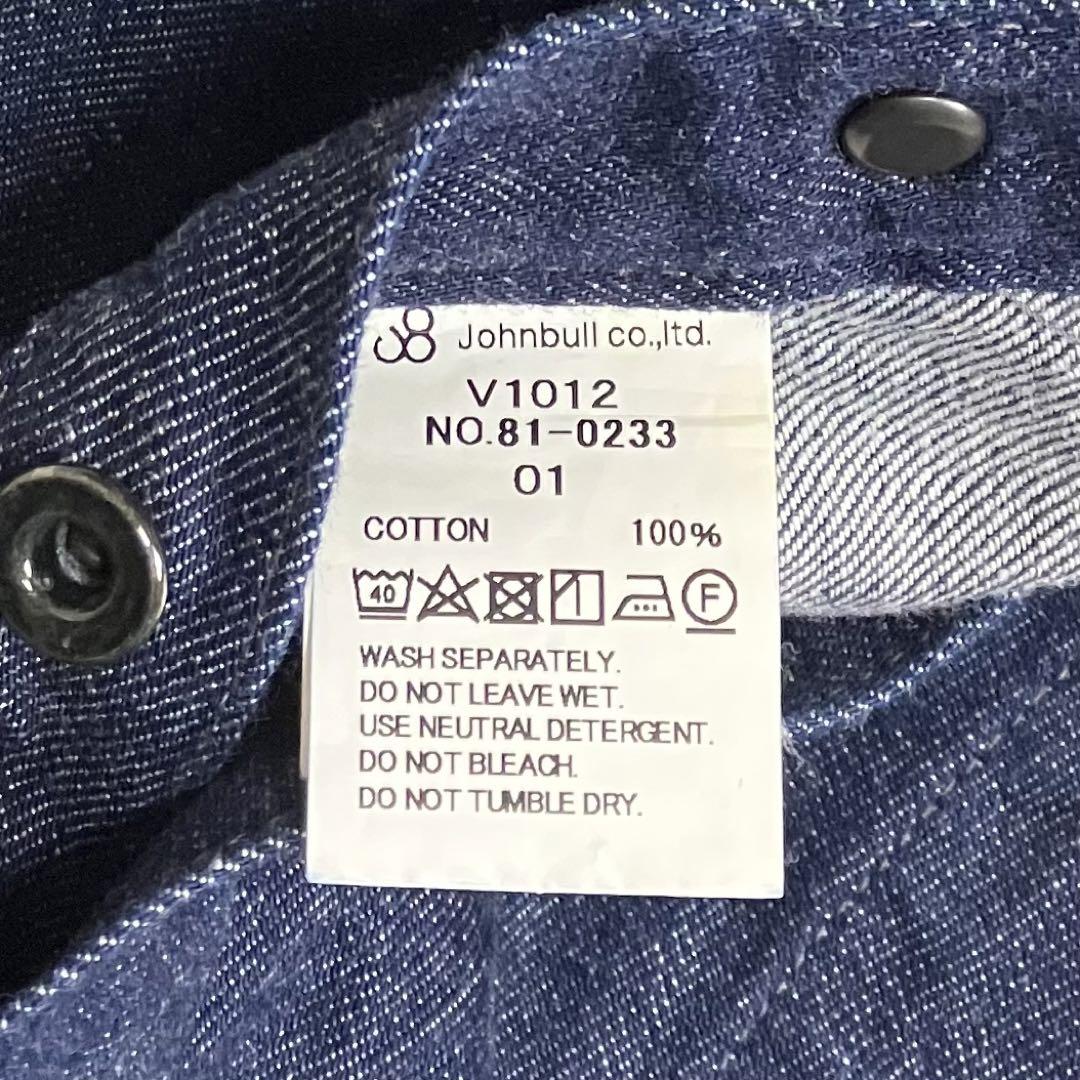 Johnbull co.,ltd.
V1012
NO.81-0233
01
COTTON 100%
40 F
WASH SEPARATELY.
DO NOT LEAVE WET.
USE NEUTRAL DETERGENT.
DO NOT BLEACH.
DO NOT TUMBLE DRY.